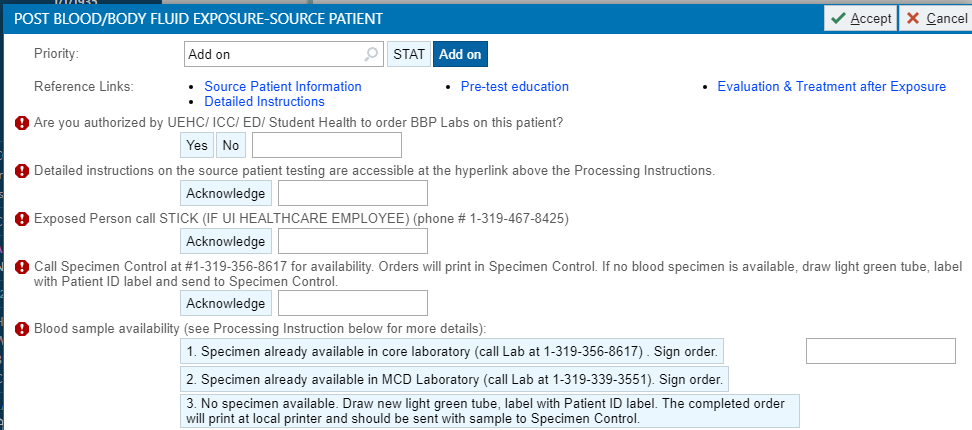 POST BLOOD/BODY FLUID EXPOSURE-SOURCE PATIENT
Accept
Cancel
Priority:
Add on
STAT
Add on
Reference Links:
• Source Patient Information
• Pre-test education
• Evaluation & Treatment after Exposure
• Detailed Instructions
Are you authorized by UEHC/ ICC/ ED/ Student Health to order BBP Labs on this patient?
Yes
No
Detailed instructions on the source patient testing are accessible at the hyperlink above the Processing Instructions.
Acknowledge
Exposed Person call STICK (IF UI HEALTHCARE EMPLOYEE) (phone # 1-319-467-8425)
Acknowledge
Call Specimen Control at #1-319-356-8617 for availability. Orders will print in Specimen Control. If no blood specimen is available, draw light green tube, label
with Patient ID label and send to Specimen Control.
Acknowledge
Blood sample availability (see Processing Instruction below for more details):
1. Specimen already available in core laboratory (call Lab at 1-319-356-8617) . Sign order.
2. Specimen already available in MCD Laboratory (call Lab at 1-319-339-3551). Sign order.
3. No specimen available. Draw new light green tube, label with Patient ID label. The completed order
will print at local printer and should be sent with sample to Specimen Control.